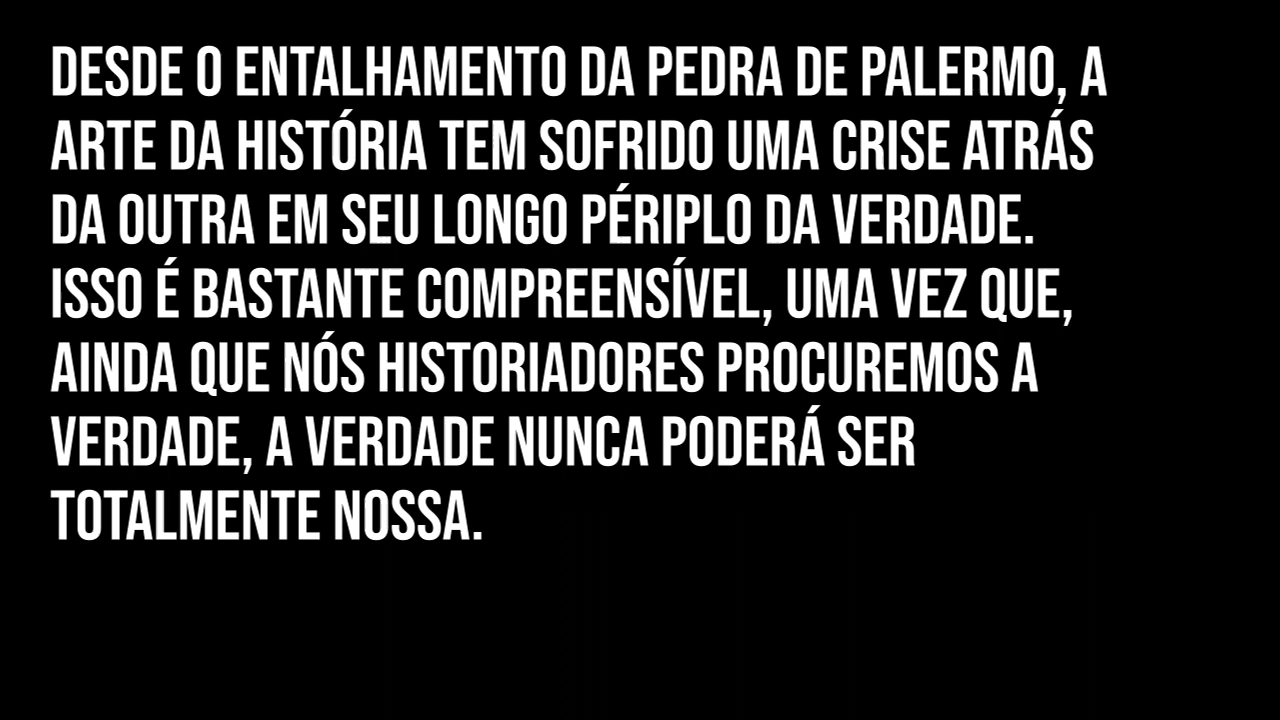 DESDE O ENTALHAMENTO DA PEDRA DE PALERMO, A
ARTE DA HISTÓRIA TEM SOFRIDO UMA CRISE ATRÁS
DA OUTRA EM SEU LONGO PÉRIPLO DA VERDADE.
ISSO É BASTANTE COMPREENSÍVEL, UMA VEZ QUE,
AINDA QUE NÓS HISTORIADORES PROCUREMOS A
VERDADE, A VERDADE NUNCA PODERÁ SER
TOTALMENTE NOSSA.